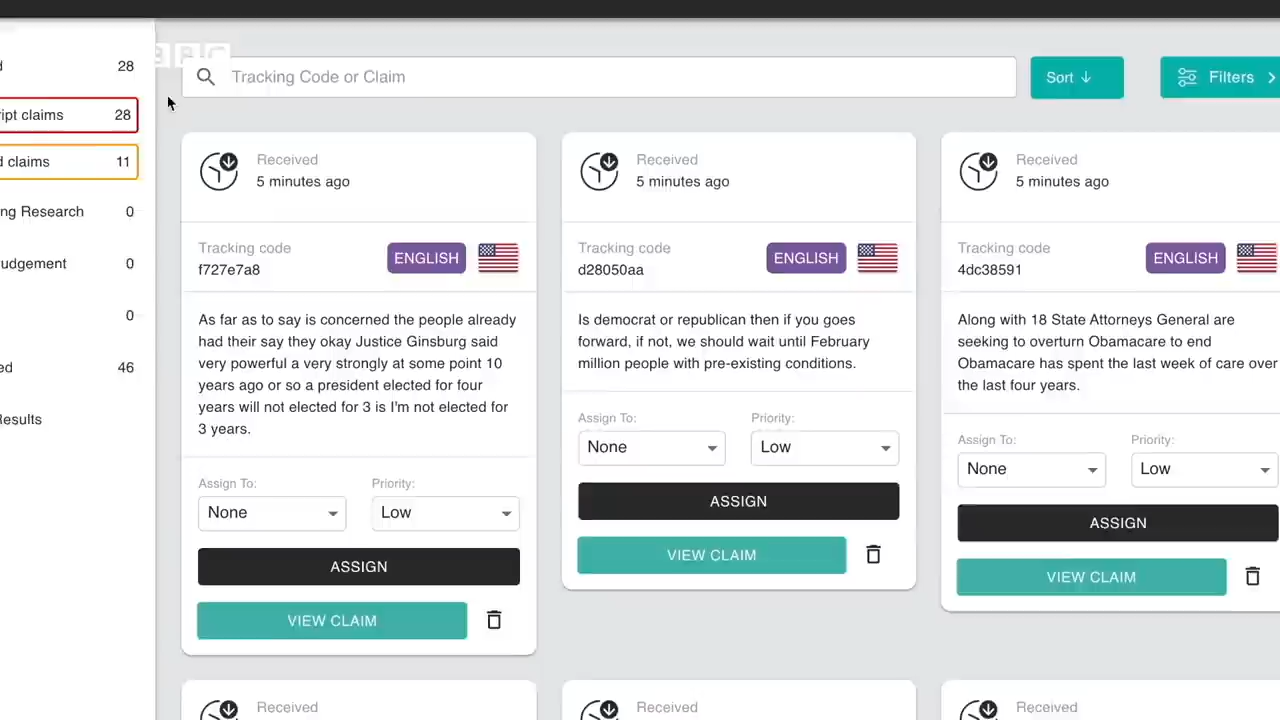 BBC
28
ipt claims 28
d claims 11
ng Research 0
udgement 0
0
ed 46
Results
Tracking Code or Claim
Sort
Filters
Received
5 minutes ago
Tracking code
f727e7a8
ENGLISH
As far as to say is concerned the people already
had their say they okay Justice Ginsburg said
very powerful a very strongly at some point 10
years ago or so a president elected for four
years will not elected for 3 is I'm not elected for
3 years.
Assign To:
Priority:
None
Low
ASSIGN
VIEW CLAIM
Received
5 minutes ago
Tracking code
d28050aa
ENGLISH
Is democrat or republican then if you goes
forward, if not, we should wait until February
million people with pre-existing conditions.
Assign To:
Priority:
None
Low
ASSIGN
VIEW CLAIM
Received
5 minutes ago
Tracking code
4dc38591
ENGLISH
Along with 18 State Attorneys General are
seeking to overturn Obamacare to end
Obamacare has spent the last week of care over
the last four years.
Assign To:
Priority:
None
Low
ASSIGN
VIEW CLAIM
Received
Received
Received